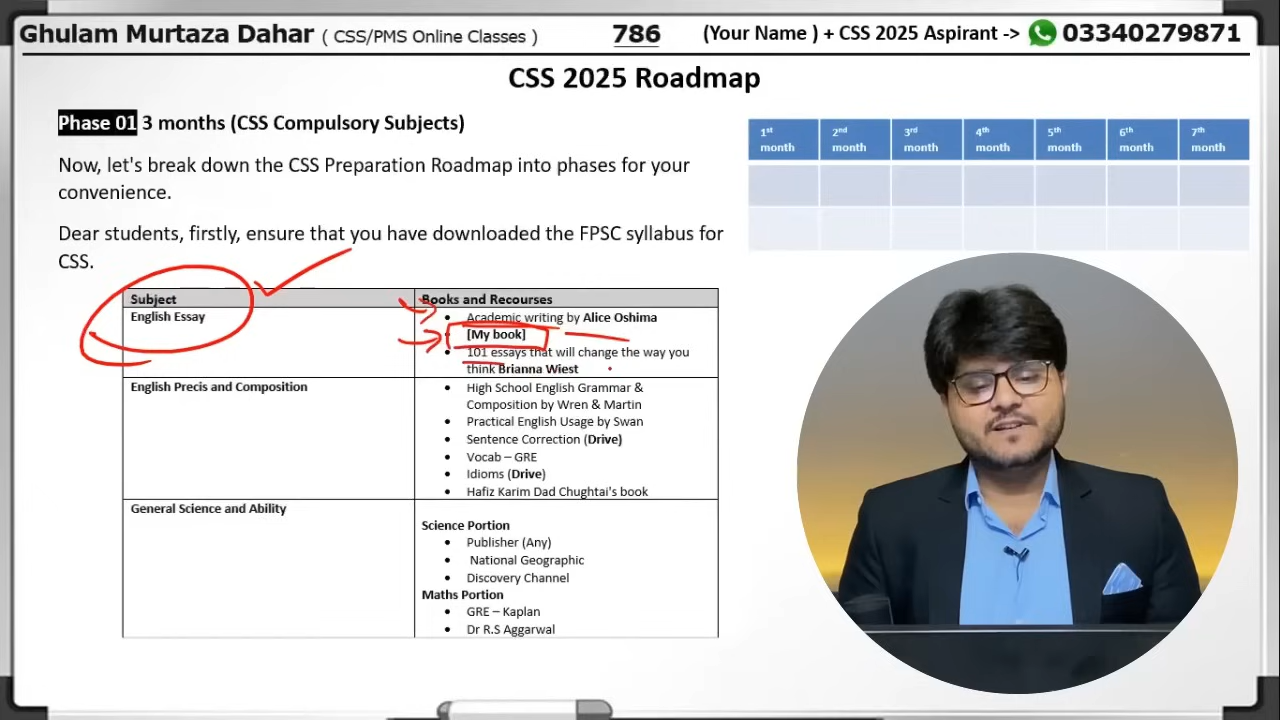 Ghulam Murtaza Dahar ( CSS/PMS Online Classes ) 786 (Your Name ) + CSS 2025 Aspirant -> 03340279871
CSS 2025 Roadmap
Phase 01 3 months (CSS Compulsory Subjects)
Now, let's break down the CSS Preparation Roadmap into phases for your
convenience.
Dear students, firstly, ensure that you have downloaded the FPSC syllabus for
CSS.
1st month 2nd month 3rd month 4th month 5th month 6th month 7th month
Subject Books and Recourses
English Essay
• Academic writing by Alice Oshima
• [My book]
• 101 essays that will change the way you
think Brianna Wiest
English Precis and Composition
• High School English Grammar &
Composition by Wren & Martin
• Practical English Usage by Swan
• Sentence Correction (Drive)
• Vocab – GRE
• Idioms (Drive)
• Hafiz Karim Dad Chughtai's book
General Science and Ability
Science Portion
• Publisher (Any)
• National Geographic
• Discovery Channel
Maths Portion
• GRE – Kaplan
• Dr R.S Aggarwal